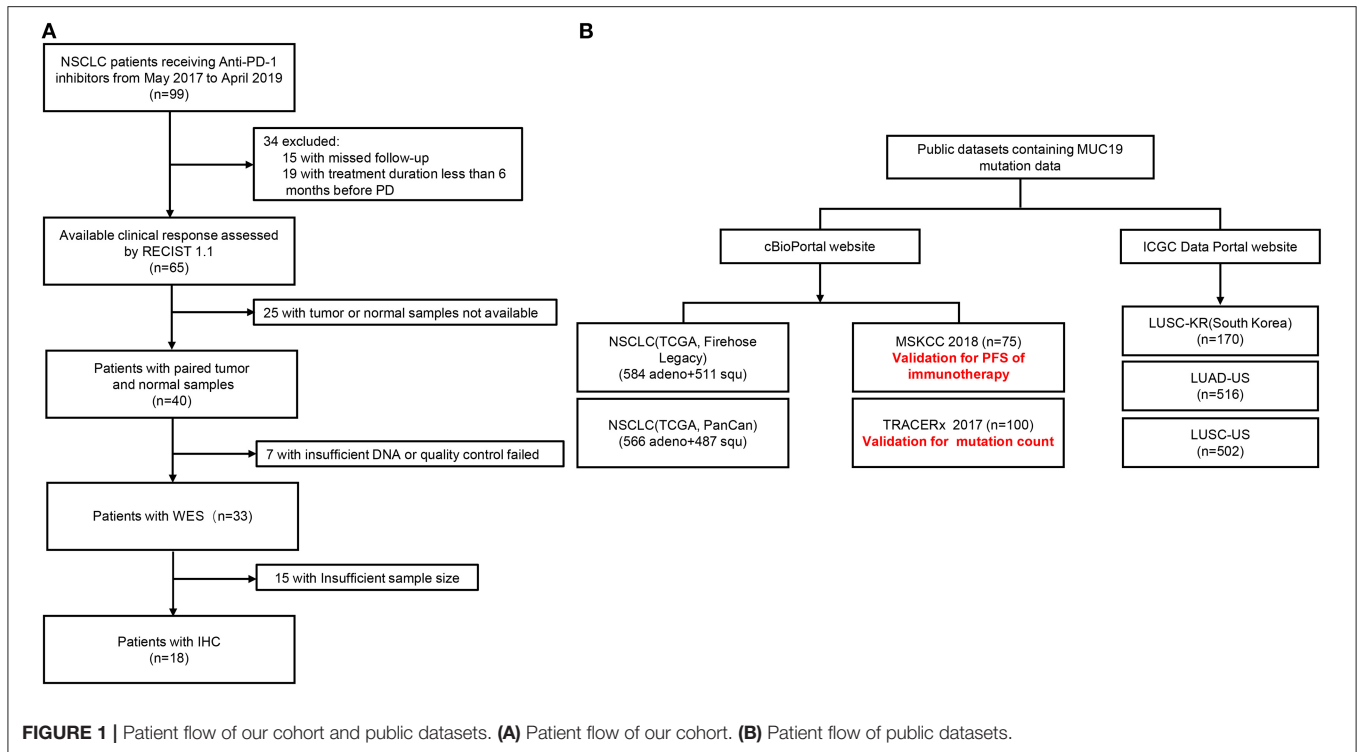 A
NSCLC patients receiving Anti-PD-1
inhibitors from May 2017 to April 2019
(n=99)
34 excluded:
15 with missed follow-up
19 with treatment duration less than 6
months before PD
Available clinical response assessed
by RECIST 1.1
(n=65)
25 with tumor or normal samples not available
Patients with paired tumor
and normal samples
(n=40)
7 with insufficient DNA or quality control failed
Patients with WES（n=33)
15 with Insufficient sample size
Patients with IHC
(n=18)
B
Public datasets containing MUC19
mutation data
cBioPortal website
ICGC Data Portal website
NSCLC(TCGA, Firehose
Legacy)
(584 adeno+511 squ)
NSCLC(TCGA, PanCan)
(566 adeno+487 squ)
MSKCC 2018 (n=75)
Validation for PFS of
immunotherapy
TRACERx 2017 (n=100)
Validation for mutation count
LUSC-KR(South Korea)
(n=170)
LUAD-US
(n=516)
LUSC-US
(n=502)
FIGURE 1 | Patient flow of our cohort and public datasets. (A) Patient flow of our cohort. (B) Patient flow of public datasets.